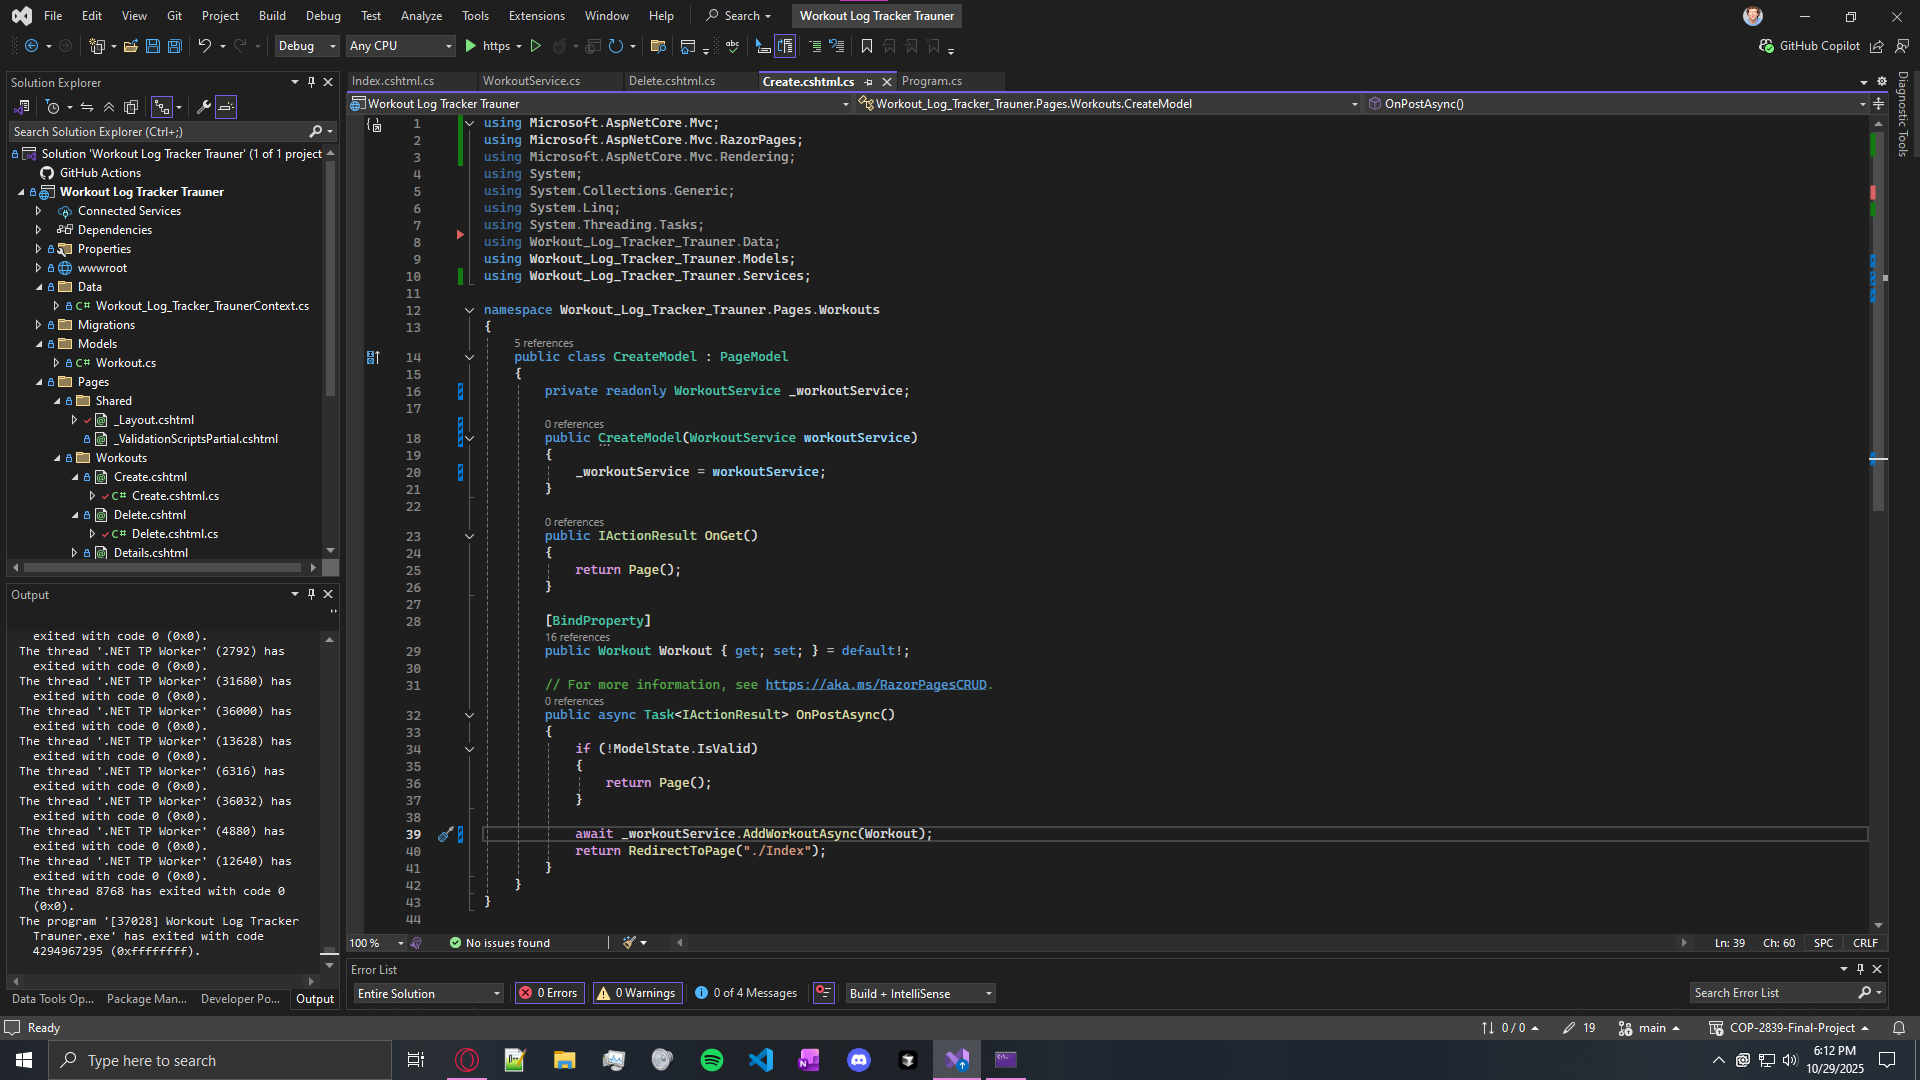 File Edit View Git Project Build Debug Test Analyze Tools Extensions Window Help Search Workout Log Tracker Trauner
Debug Any CPU https GitHub Copilot
Solution Explorer
Search Solution Explorer (Ctrl+;)
Solution 'Workout Log Tracker Trauner' (1 of 1 project
GitHub Actions
Workout Log Tracker Trauner
Connected Services
Dependencies
Properties
wwwroot
Data
C# Workout_Log_Tracker_TraunerContext.cs
Migrations
Models
C# Workout.cs
Pages
Shared
_Layout.cshtml
_ValidationScriptsPartial.cshtml
Workouts
Create.cshtml
C# Create.cshtml.cs
Delete.cshtml
C# Delete.cshtml.cs
Details.cshtml
Output
exited with code 0 (0x0).
The thread '.NET TP Worker' (2792) has
exited with code 0 (0x0).
The thread '.NET TP Worker' (31680) has
exited with code 0 (0x0).
The thread '.NET TP Worker' (36000) has
exited with code 0 (0x0).
The thread '.NET TP Worker' (13628) has
exited with code 0 (0x0).
The thread '.NET TP Worker' (6316) has
exited with code 0 (0x0).
The thread '.NET TP Worker' (36032) has
exited with code 0 (0x0).
The thread '.NET TP Worker' (4880) has
exited with code 0 (0x0).
The thread '.NET TP Worker' (12640) has
exited with code 0 (0x0).
The thread 8768 has exited with code 0
(0x0).
The program '[37028] Workout Log Tracker
Trauner.exe' has exited with code
4294967295 (0xffffffff).
Data Tools Op... Package Man... Developer Po... Output
Index.cshtml.cs WorkoutService.cs Delete.cshtml.cs Create.cshtml.cs Program.cs
Workout Log Tracker Trauner Workout_Log_Tracker_Trauner.Pages.Workouts.CreateModel OnPostAsync()
1 using Microsoft.AspNetCore.Mvc;
2 using Microsoft.AspNetCore.Mvc.RazorPages;
3 using Microsoft.AspNetCore.Mvc.Rendering;
4 using System;
5 using System.Collections.Generic;
6 using System.Linq;
7 using System.Threading.Tasks;
8 using Workout_Log_Tracker_Trauner.Data;
9 using Workout_Log_Tracker_Trauner.Models;
10 using Workout_Log_Tracker_Trauner.Services;
11
12 namespace Workout_Log_Tracker_Trauner.Pages.Workouts
13 {
5 references
14 public class CreateModel : PageModel
15 {
16 private readonly WorkoutService _workoutService;
17
0 references
18 public CreateModel(WorkoutService workoutService)
19 {
20 _workoutService = workoutService;
21 }
22
0 references
23 public IActionResult OnGet()
24 {
25 return Page();
26 }
27
28 [BindProperty]
16 references
29 public Workout Workout { get; set; } = default!;
30
31 // For more information, see https://aka.ms/RazorPagesCRUD.
0 references
32 public async Task<IActionResult> OnPostAsync()
33 {
34 if (!ModelState.IsValid)
35 {
36 return Page();
37 }
38
39 await _workoutService.AddWorkoutAsync(Workout);
40 return RedirectToPage("./Index");
41 }
42 }
43 }
44
100 % No issues found Ln: 39 Ch: 60 SPC CRLF
Error List
Entire Solution 0 Errors 0 Warnings 0 of 4 Messages Build + IntelliSense Search Error List
Diagnostic Tools
Ready 0 / 0 19 main COP-2839-Final-Project
Type here to search
6:12 PM
10/29/2025